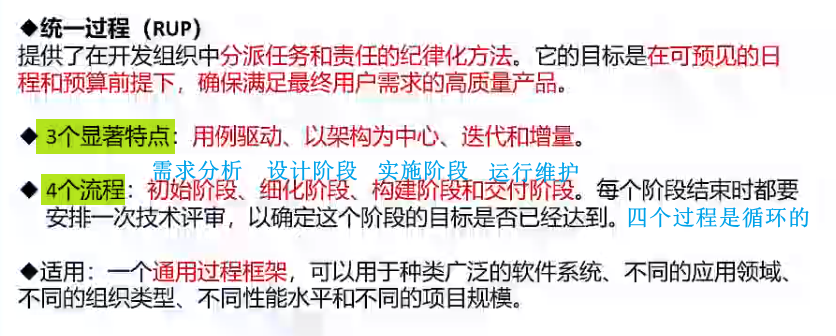 ◆统一过程（RUP）
提供了在开发组织中分派任务和责任的纪律化方法。它的目标是在可预见的日
程和预算前提下，确保满足最终用户需求的高质量产品。
◆ 3个显著特点：用例驱动、以架构为中心、迭代和增量。
需求分析 设计阶段 实施阶段 运行维护
◆ 4个流程：初始阶段、细化阶段、构建阶段和交付阶段。每个阶段结束时都要
安排一次技术评审，以确定这个阶段的目标是否已经达到。四个过程是循环的
◆适用：一个通用过程框架，可以用于种类广泛的软件系统、不同的应用领域、
不同的组织类型、不同性能水平和不同的项目规模。